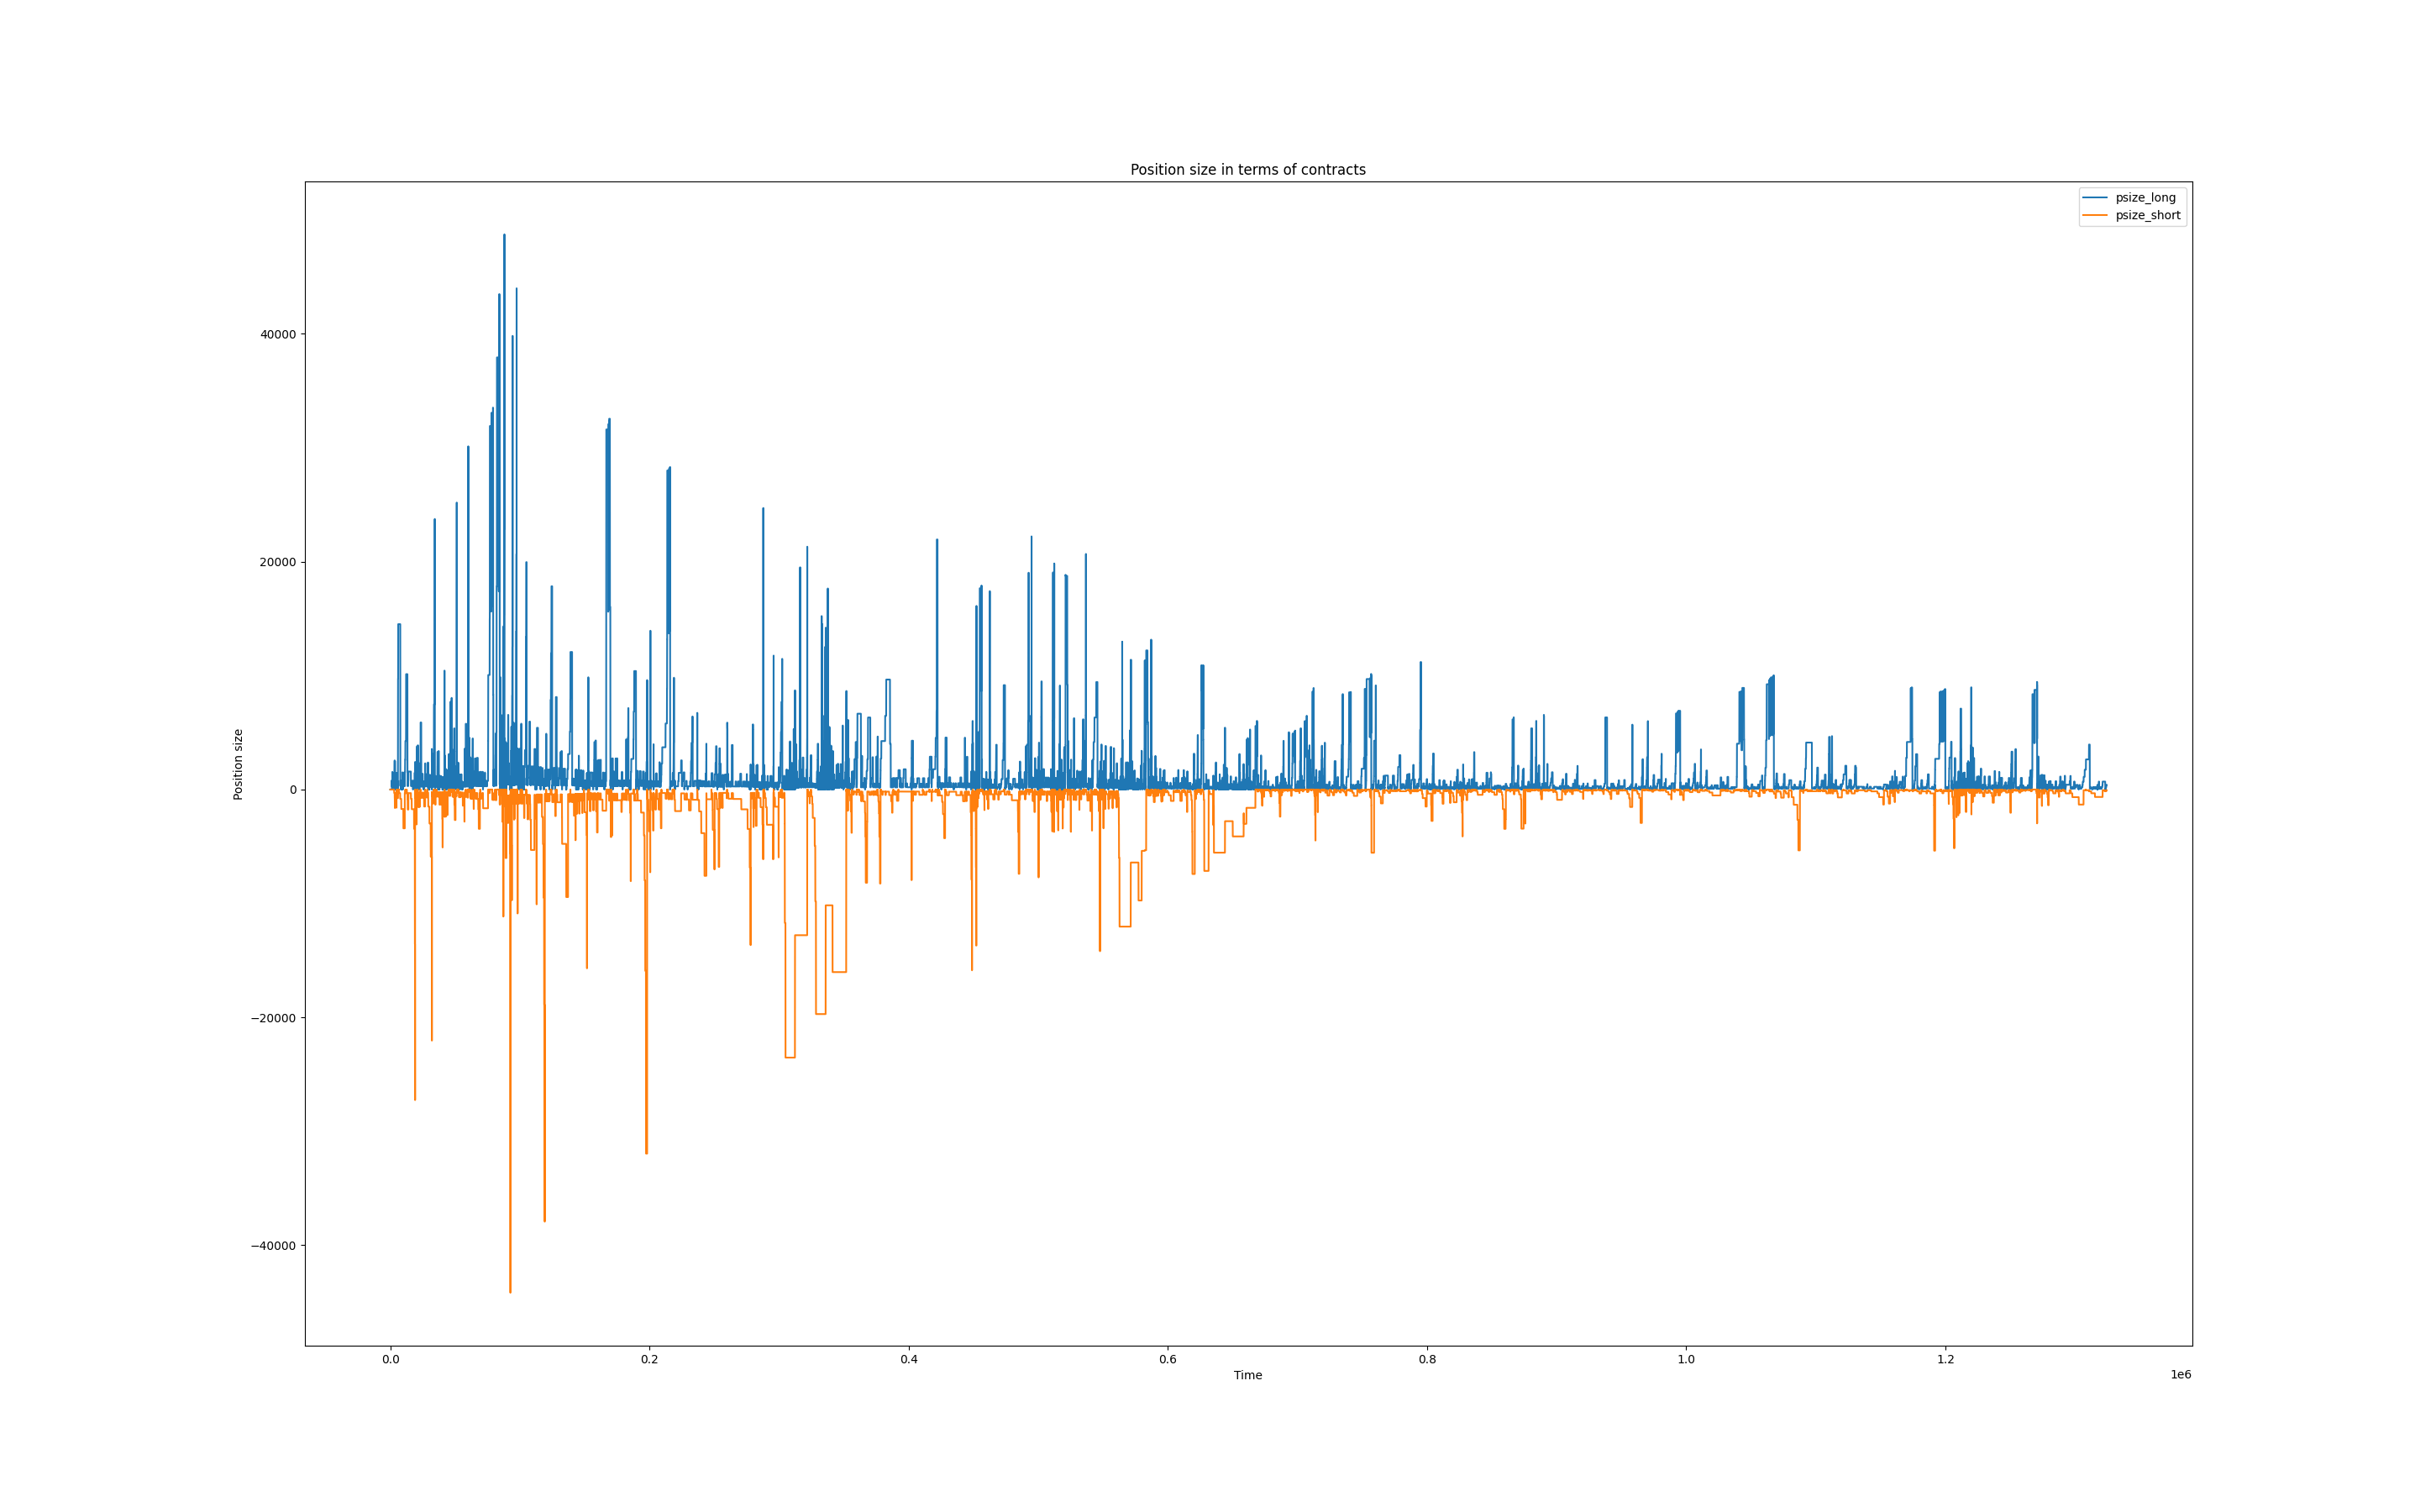 Position size in terms of contracts
psize_long
psize_short
Position size
40000
20000
0
−20000
−40000
0.0
0.2
0.4
0.6
0.8
1.0
1.2
1e6
Time